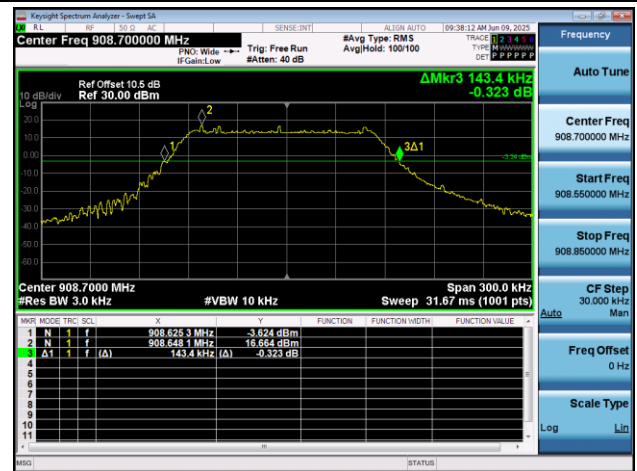 Keysight Spectrum Analyzer - Swept SA
RL RF 50 Ω AC SENSE:INT ALIGN AUTO 09:38:12 AM Jun 09, 2025
Center Freq 908.700000 MHz
PNO: Wide
IFGain:Low
Trig: Free Run
#Atten: 40 dB
#Avg Type: RMS
Avg|Hold: 100/100
TRACE 1 2 3 4 5 6
TYPE M W W W W W
DET P P P P P P
Frequency
Ref Offset 10.5 dB
10 dB/div Ref 30.00 dBm
Log
ΔMkr3 143.4 kHz
-0.323 dB
20.0
10.0
0.00
-10.0
-20.0
-30.0
-40.0
-50.0
-60.0
1
2
3Δ1
-3.34 dBm
Center 908.7000 MHz Span 300.0 kHz
#Res BW 3.0 kHz #VBW 10 kHz Sweep 31.67 ms (1001 pts)
MKR MODE TRC SCL X Y FUNCTION FUNCTION WIDTH FUNCTION VALUE
1 N 1 f 908.625 3 MHz -3.624 dBm
2 N 1 f 908.648 1 MHz 16.664 dBm
3 Δ1 1 f (Δ) 143.4 kHz (Δ) -0.323 dB
4
5
6
7
8
9
10
11
MSG STATUS
Auto Tune
Center Freq
908.700000 MHz
Start Freq
908.550000 MHz
Stop Freq
908.850000 MHz
CF Step
30.000 kHz
Auto Man
Freq Offset
0 Hz
Scale Type
Log Lin